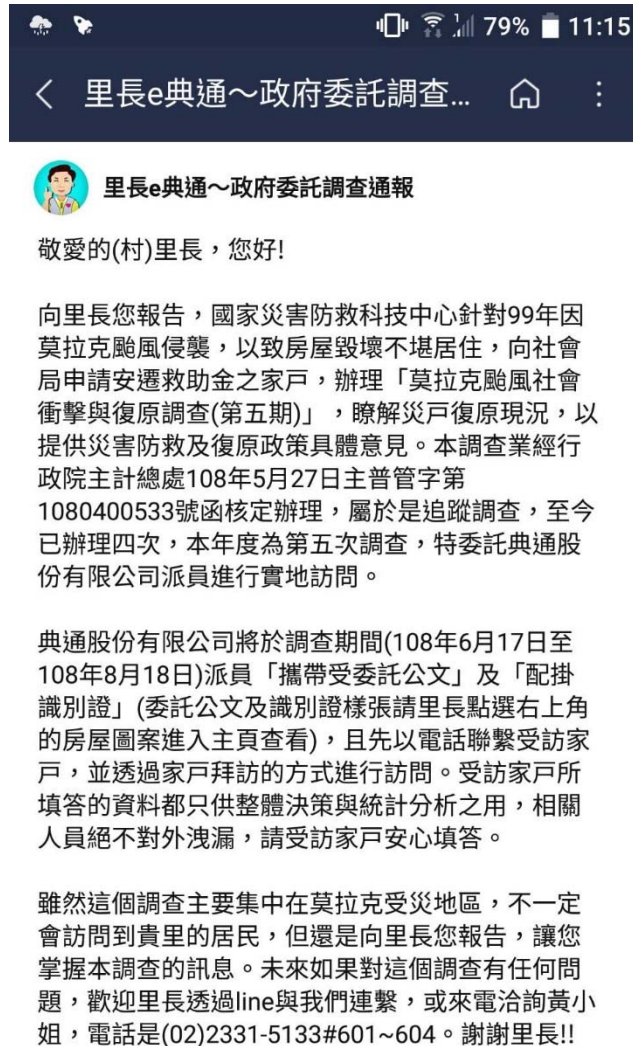 79% 11:15
里長e典通～政府委託調查...
里長e典通～政府委託調查通報
敬愛的(村)里長，您好!
向里長您報告，國家災害防救科技中心針對99年因
莫拉克颱風侵襲，以致房屋毀壞不堪居住，向社會
局申請安遷救助金之家戶，辦理「莫拉克颱風社會
衝擊與復原調查(第五期)」，瞭解災戶復原現況，以
提供災害防救及復原政策具體意見。本調查業經行
政院主計總處108年5月27日主普管字第
1080400533號函核定辦理，屬於是追蹤調查，至今
已辦理四次，本年度為第五次調查，特委託典通股
份有限公司派員進行實地訪問。
典通股份有限公司將於調查期間(108年6月17日至
108年8月18日)派員「攜帶受委託公文」及「配掛
識別證」(委託公文及識別證樣張請里長點選右上角
的房屋圖案進入主頁查看)，且先以電話聯繫受訪家
戶，並透過家戶拜訪的方式進行訪問。受訪家戶所
填答的資料都只供整體決策與統計分析之用，相關
人員絕不對外洩漏，請受訪家戶安心填答。
雖然這個調查主要集中在莫拉克受災地區，不一定
會訪問到貴里的居民，但還是向里長您報告，讓您
掌握本調查的訊息。未來如果對這個調查有任何問
題，歡迎里長透過line與我們連繫，或來電洽詢黃小
姐，電話是(02)2331-5133#601~604。謝謝里長!!